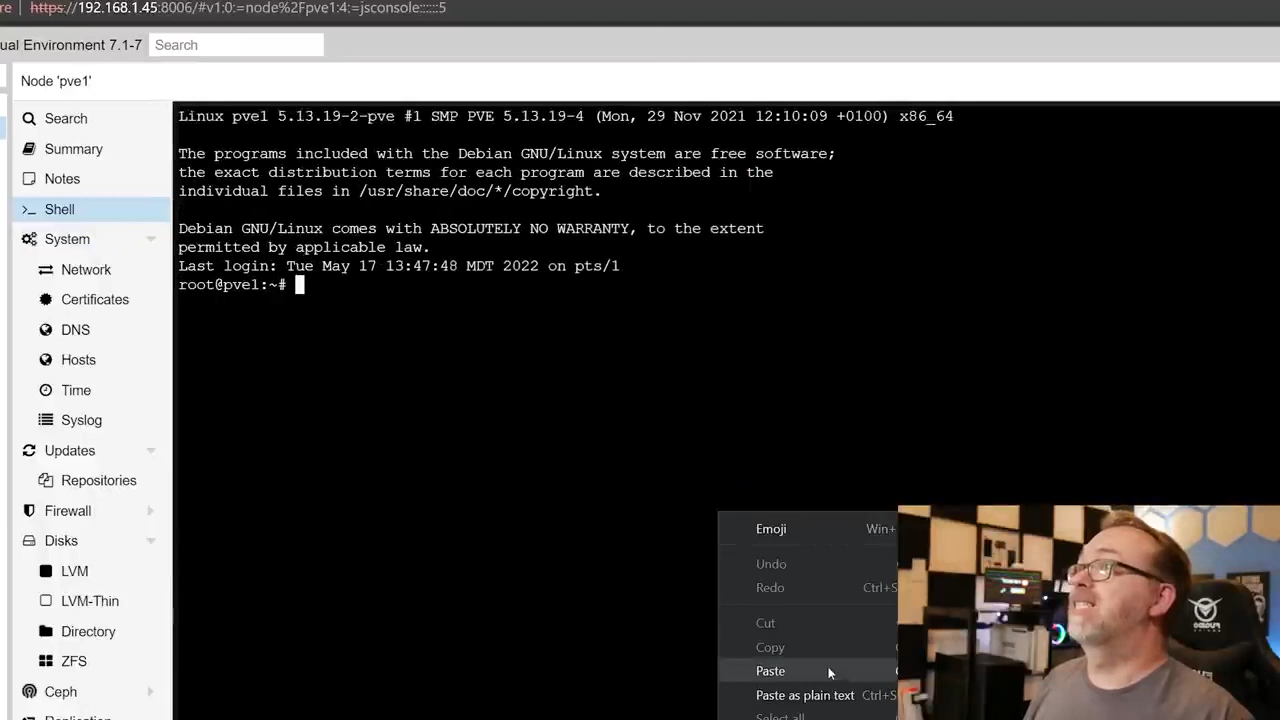 re https://192.168.1.45:8006/#v1:0:=node%2Fpve1:4:=jsconsole::::::5
ual Environment 7.1-7 Search
Node 'pve1'
Search
Summary
Notes
Shell
System
Network
Certificates
DNS
Hosts
Time
Syslog
Updates
Repositories
Firewall
Disks
LVM
LVM-Thin
Directory
ZFS
Ceph
Replication
Linux pve1 5.13.19-2-pve #1 SMP PVE 5.13.19-4 (Mon, 29 Nov 2021 12:10:09 +0100) x86_64
The programs included with the Debian GNU/Linux system are free software;
the exact distribution terms for each program are described in the
individual files in /usr/share/doc/*/copyright.
Debian GNU/Linux comes with ABSOLUTELY NO WARRANTY, to the extent
permitted by applicable law.
Last login: Tue May 17 13:47:48 MDT 2022 on pts/1
root@pve1:~#
Emoji Win+
Undo
Redo Ctrl+S
Cut
Copy
Paste
Paste as plain text Ctrl+S
Select all